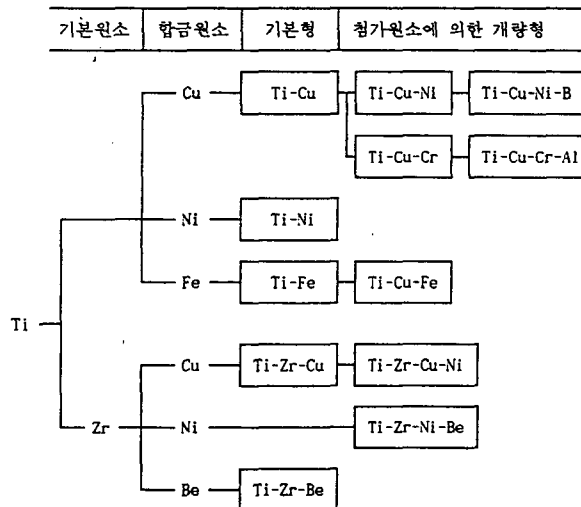 기본원소 합금원소 기본형 첨가원소에 의한 개량형
Cu Ti-Cu Ti-Cu-Ni Ti-Cu-Ni-B
Ti-Cu-Cr Ti-Cu-Cr-Al
Ni Ti-Ni
Fe Ti-Fe Ti-Cu-Fe
Ti
Cu Ti-Zr-Cu Ti-Zr-Cu-Ni
Zr Ni Ti-Zr-Ni-Be
Be Ti-Zr-Be